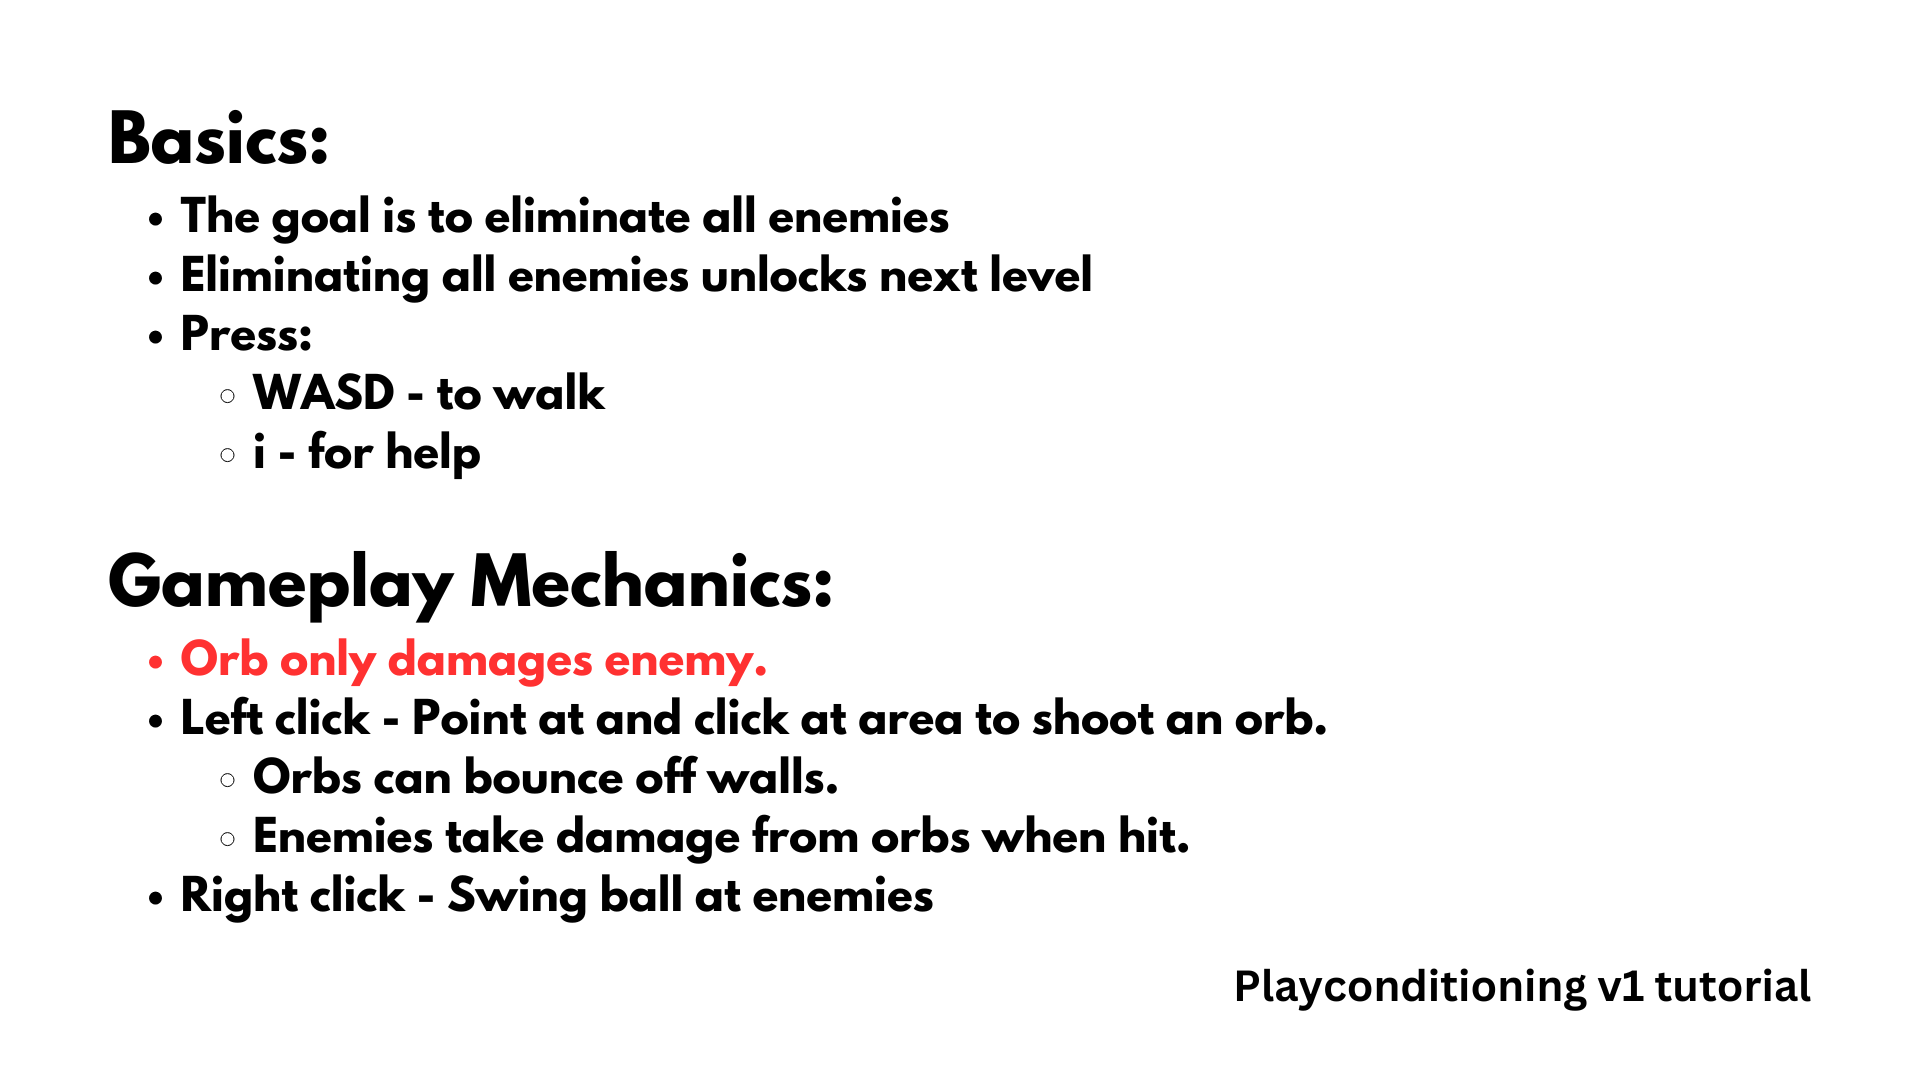 Basics:
• The goal is to eliminate all enemies
• Eliminating all enemies unlocks next level
• Press:
○ WASD - to walk
○ i - for help
Gameplay Mechanics:
• Orb only damages enemy.
• Left click - Point at and click at area to shoot an orb.
○ Orbs can bounce off walls.
○ Enemies take damage from orbs when hit.
• Right click - Swing ball at enemies
Playconditioning v1 tutorial